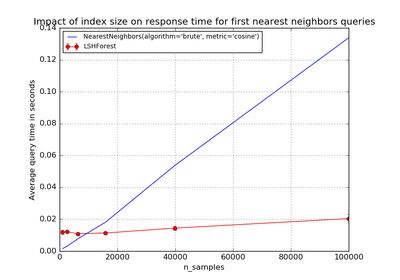 Impact of index size on response time for first nearest neighbors queries
0.14
NearestNeighbors(algorithm='brute', metric='cosine')
LSHForest
0.12
0.10
0.08
0.06
0.04
0.02
0.00
Average query time in seconds
0 20000 40000 60000 80000 100000
n_samples